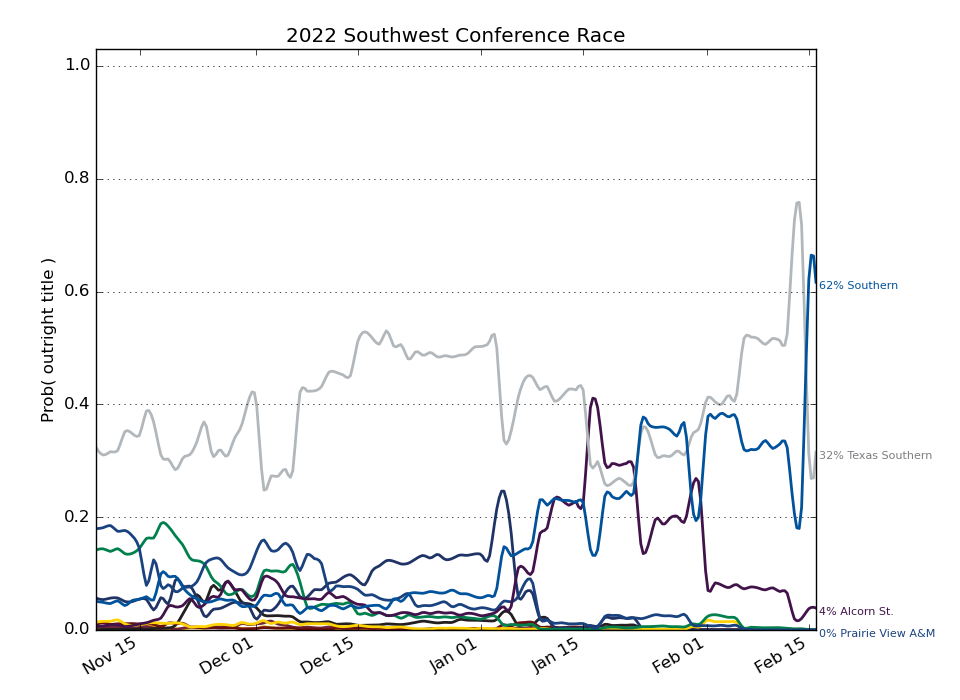 2022 Southwest Conference Race
Prob( outright title )
1.0
0.8
0.6
0.4
0.2
0.0
62% Southern
32% Texas Southern
4% Alcorn St.
0% Prairie View A&M
Nov 15
Dec 01
Dec 15
Jan 01
Jan 15
Feb 01
Feb 15